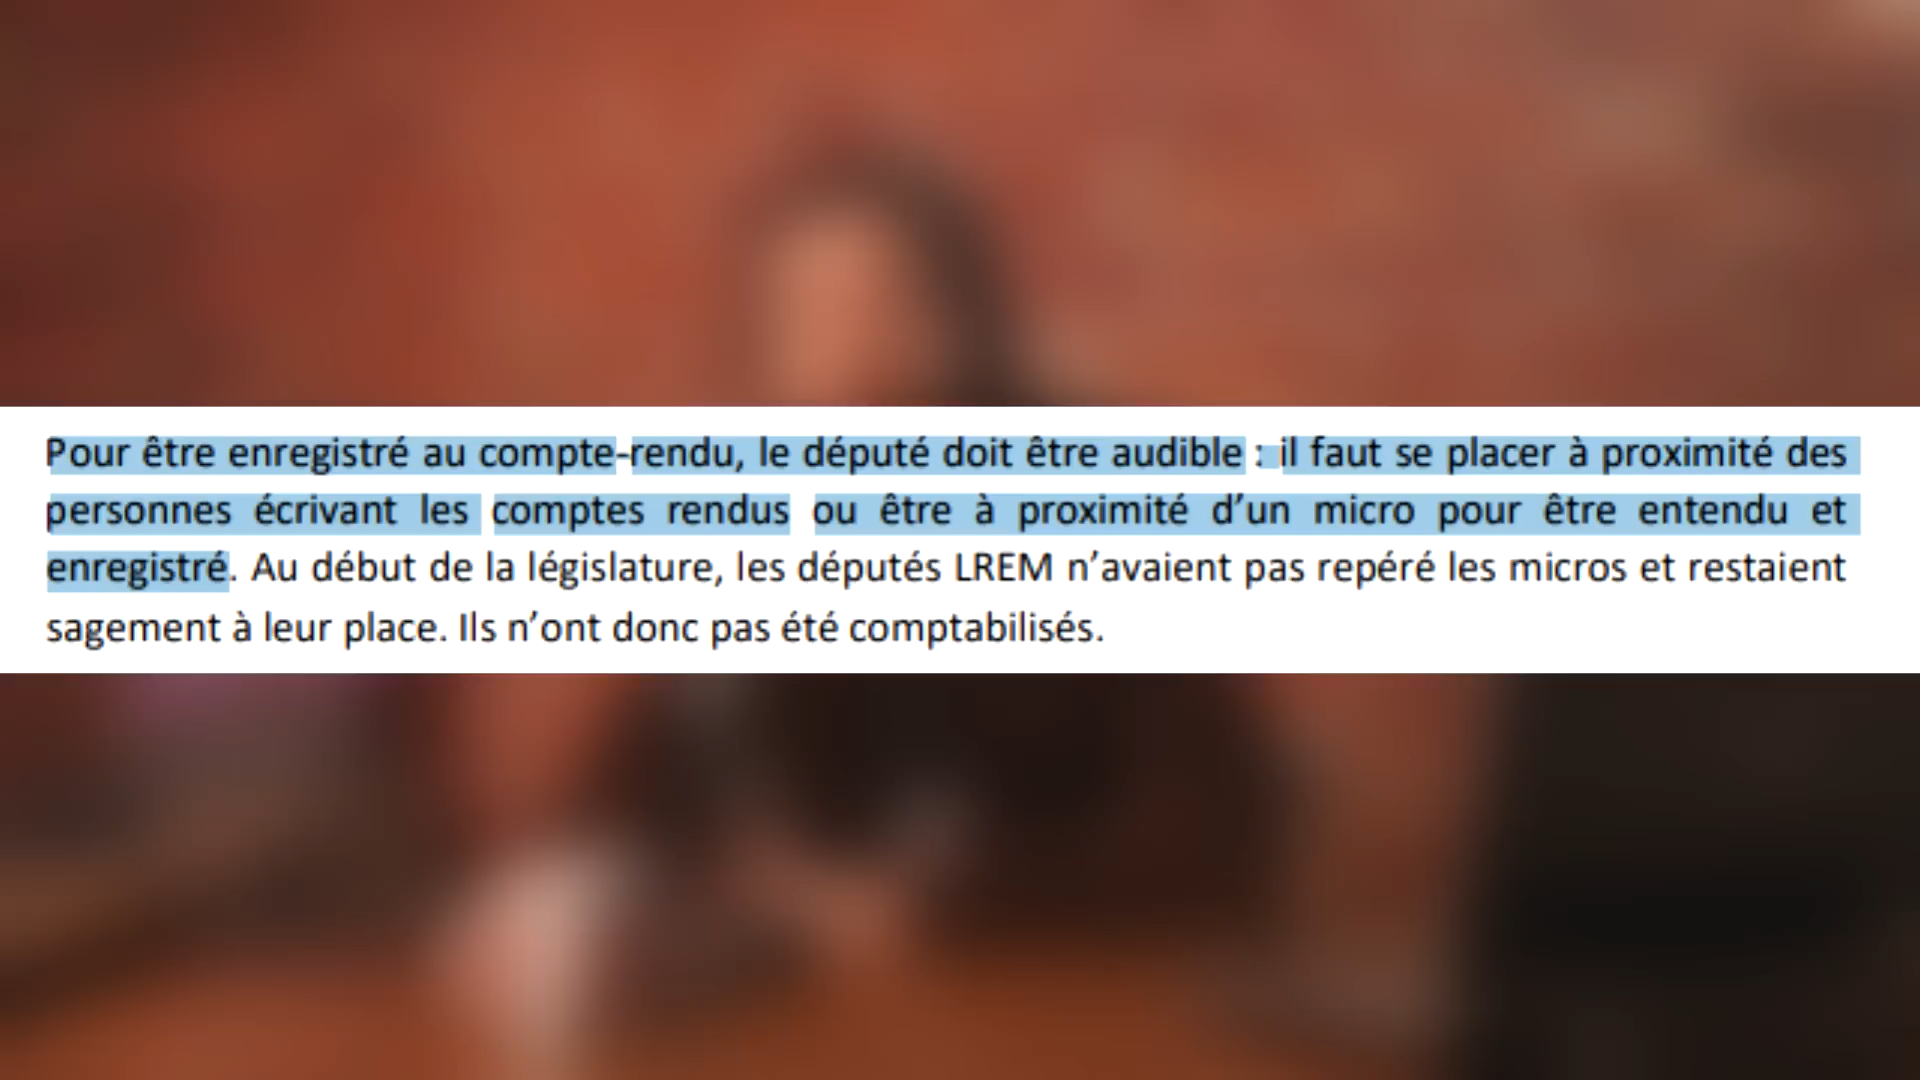 Pour être enregistré au compte-rendu, le député doit être audible : il faut se placer à proximité des
personnes écrivant les comptes rendus ou être à proximité d’un micro pour être entendu et
enregistré. Au début de la législature, les députés LREM n’avaient pas repéré les micros et restaient
sagement à leur place. Ils n’ont donc pas été comptabilisés.